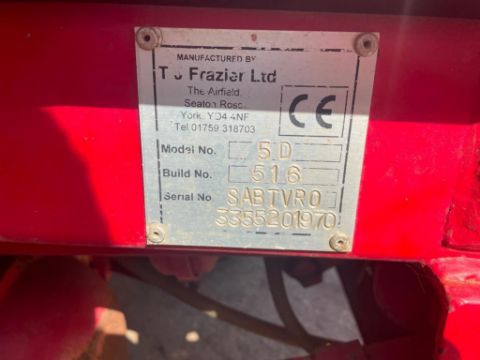 MANUFACTURED BY
T J Frazier Ltd
The Airfield,
Seaton Ross,
York. YO4 4NF
Tel 01759 318703
CE
Model No. 5D
Build No. 516
Serial No SABTVRO
3355201970